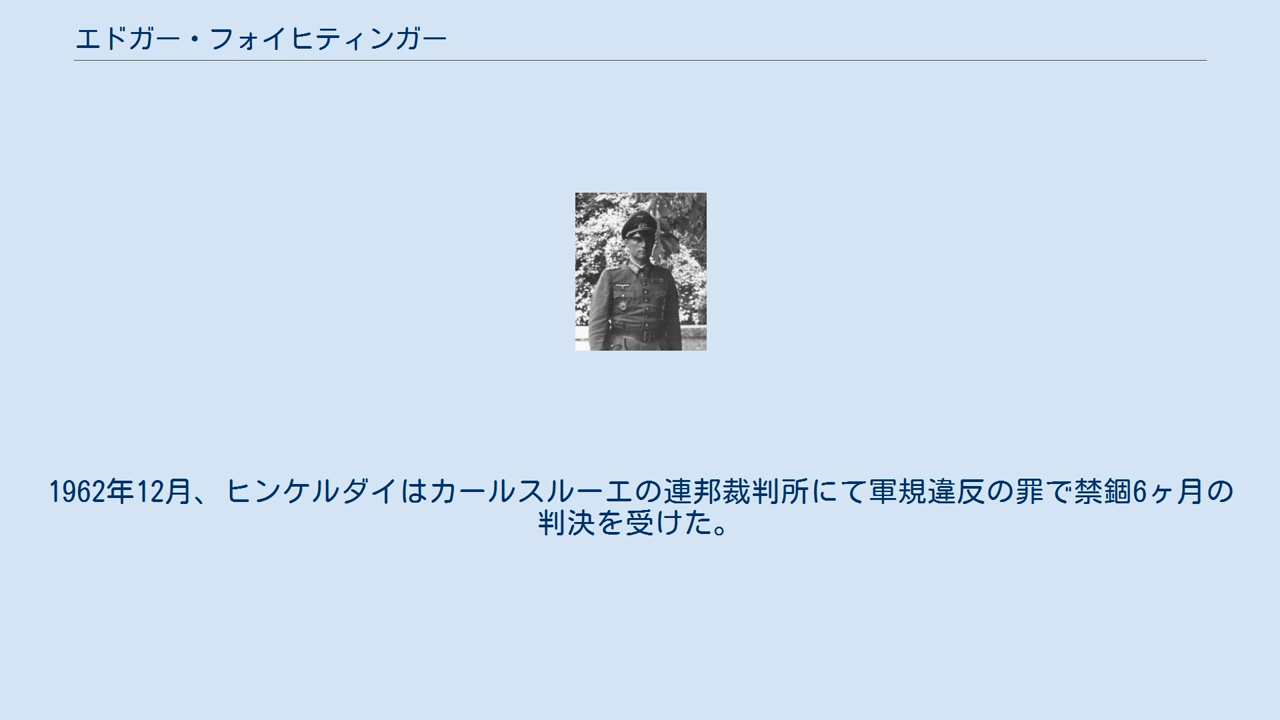 エドガー・フォイヒティンガー
1962年12月、ヒンケルダイはカールスルーエの連邦裁判所にて軍規違反の罪で禁錮6ヶ月の
判決を受けた。